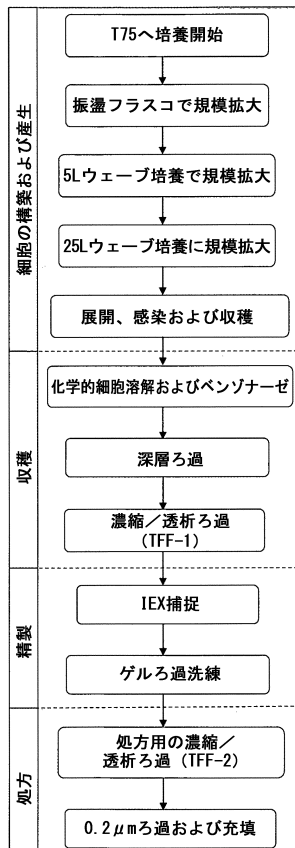 細胞の構築および産生
T75へ培養開始
振盪フラスコで規模拡大
5Lウェーブ培養で規模拡大
25Lウェーブ培養に規模拡大
展開、感染および収穫
収穫
化学的細胞溶解およびベンゾナーゼ
深層ろ過
濃縮／透析ろ過
(TFF-1)
精製
IEX捕捉
ゲルろ過洗練
処方
処方用の濃縮／
透析ろ過 (TFF-2)
0.2μmろ過および充填